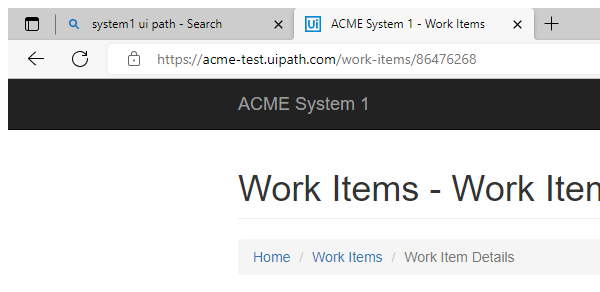 system1 ui path - Search
Ui ACME System 1 - Work Items
https://acme-test.uipath.com/work-items/86476268
ACME System 1
Work Items - Work Item
Home / Work Items / Work Item Details